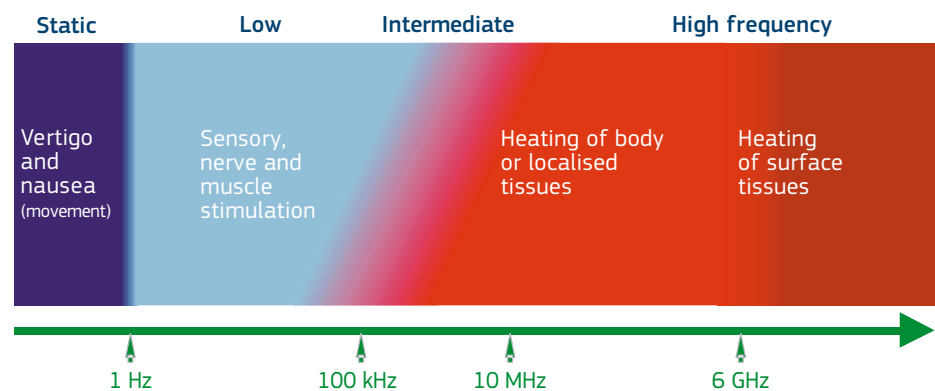 Static
Low
Intermediate
High frequency
Vertigo
and
nausea
(movement)
Sensory,
nerve and
muscle
stimulation
Heating of body
or localised
tissues
Heating
of surface
tissues
1 Hz
100 kHz
10 MHz
6 GHz